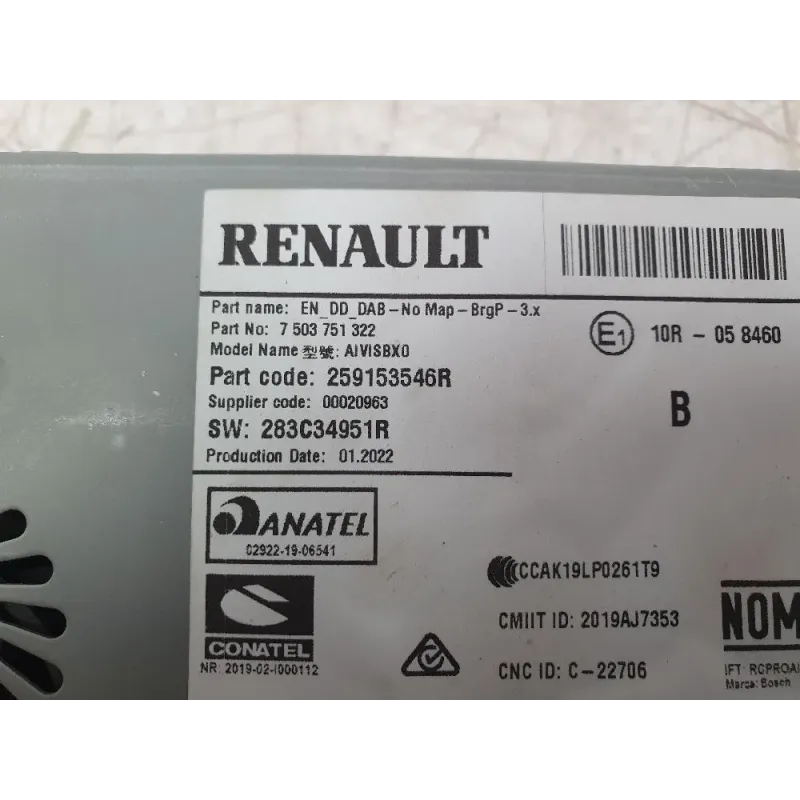 RENAULT
Part name: EN_DD_DAB-No Map-BrgP-3.x
Part No: 7 503 751 322
Model Name 型號: AIVISBX0
Part code: 259153546R
Supplier code: 00020963
SW: 283C34951R
Production Date: 01.2022
E1 10R - 05 8460
B
ANATEL
02922-19-06541
CONATEL
NR: 2019-02-I000112
CCAK19LP0261T9
CMIIT ID: 2019AJ7353
CNC ID: C-22706
NOM
IFT: RCPROAI
Marca: Bosch